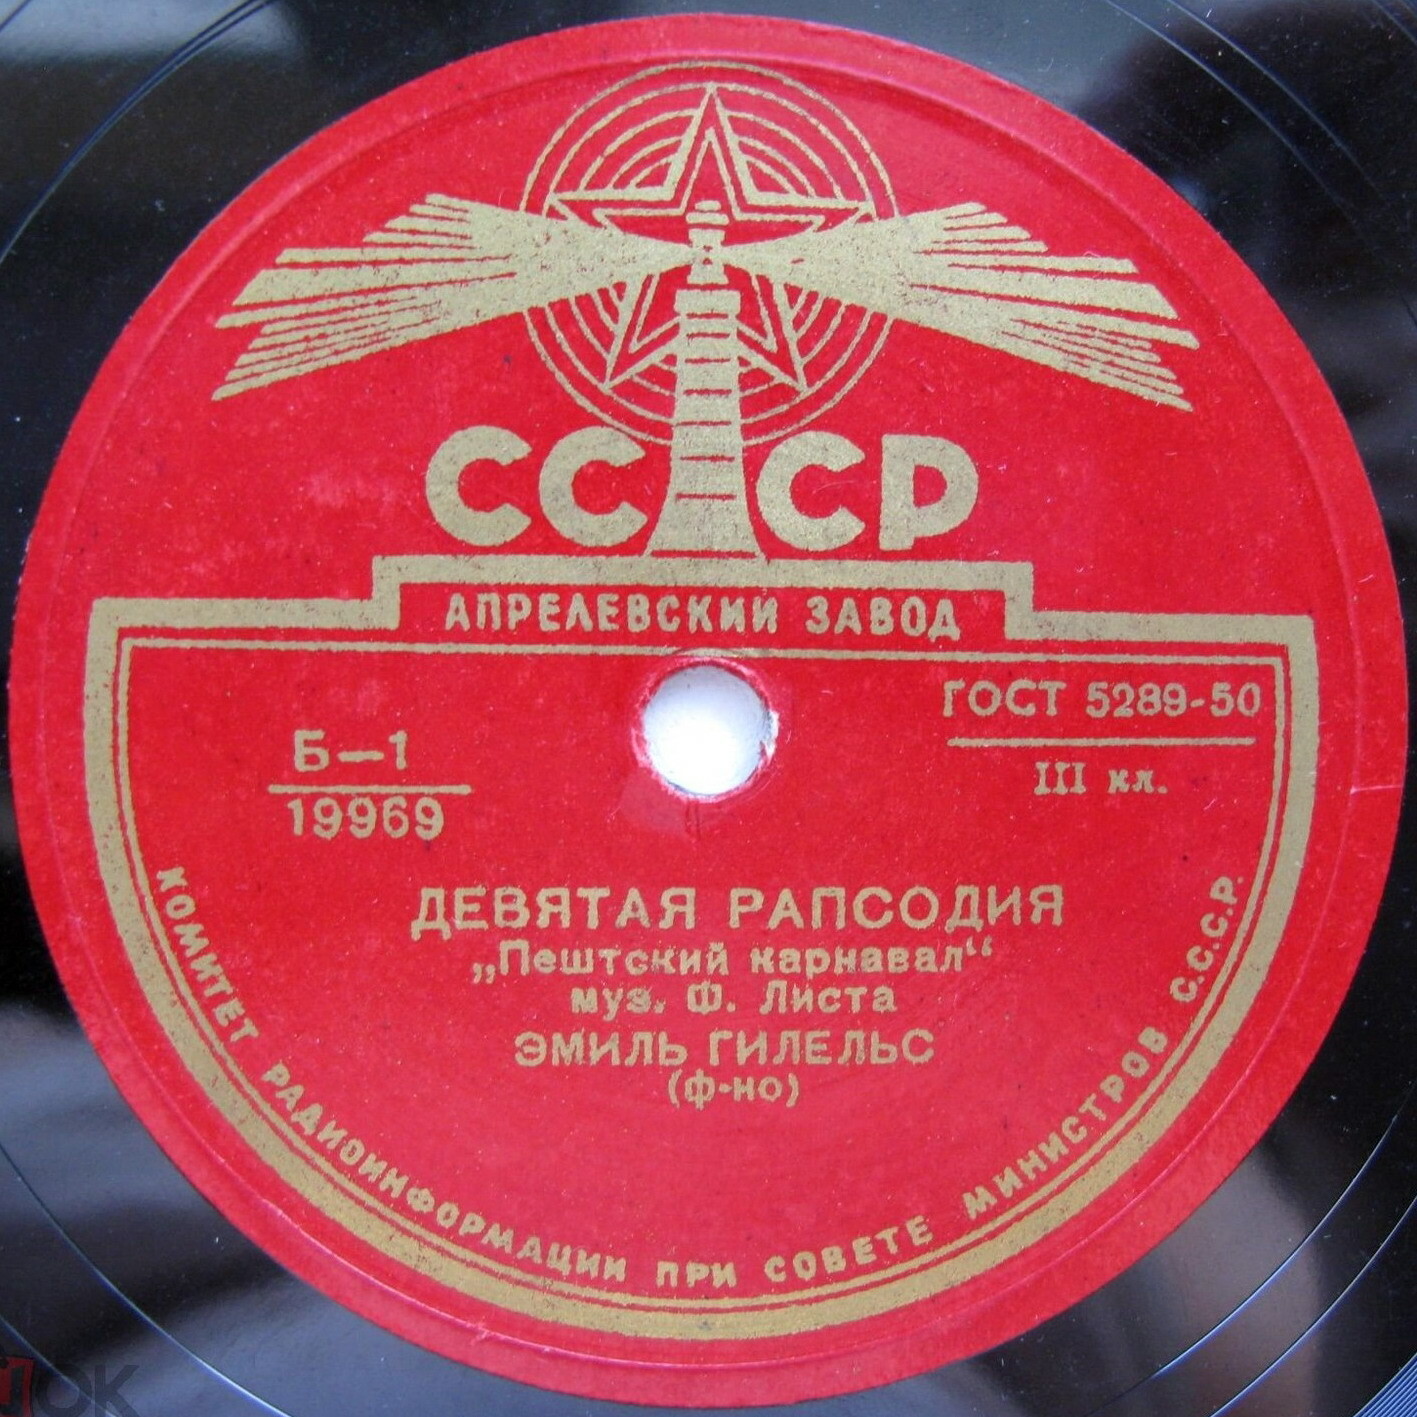 СССР
АПРЕЛЕВСКИЙ ЗАВОД
ГОСТ 5289-50
III кл.
Б—1
19969
ДЕВЯТАЯ РАПСОДИЯ
„Пештский карнавал“
муз. Ф. Листа
ЭМИЛЬ ГИЛЕЛЬС
(ф-но)
КОМИТЕТ РАДИОИНФОРМАЦИИ ПРИ СОВЕТЕ МИНИСТРОВ С.С.С.Р.